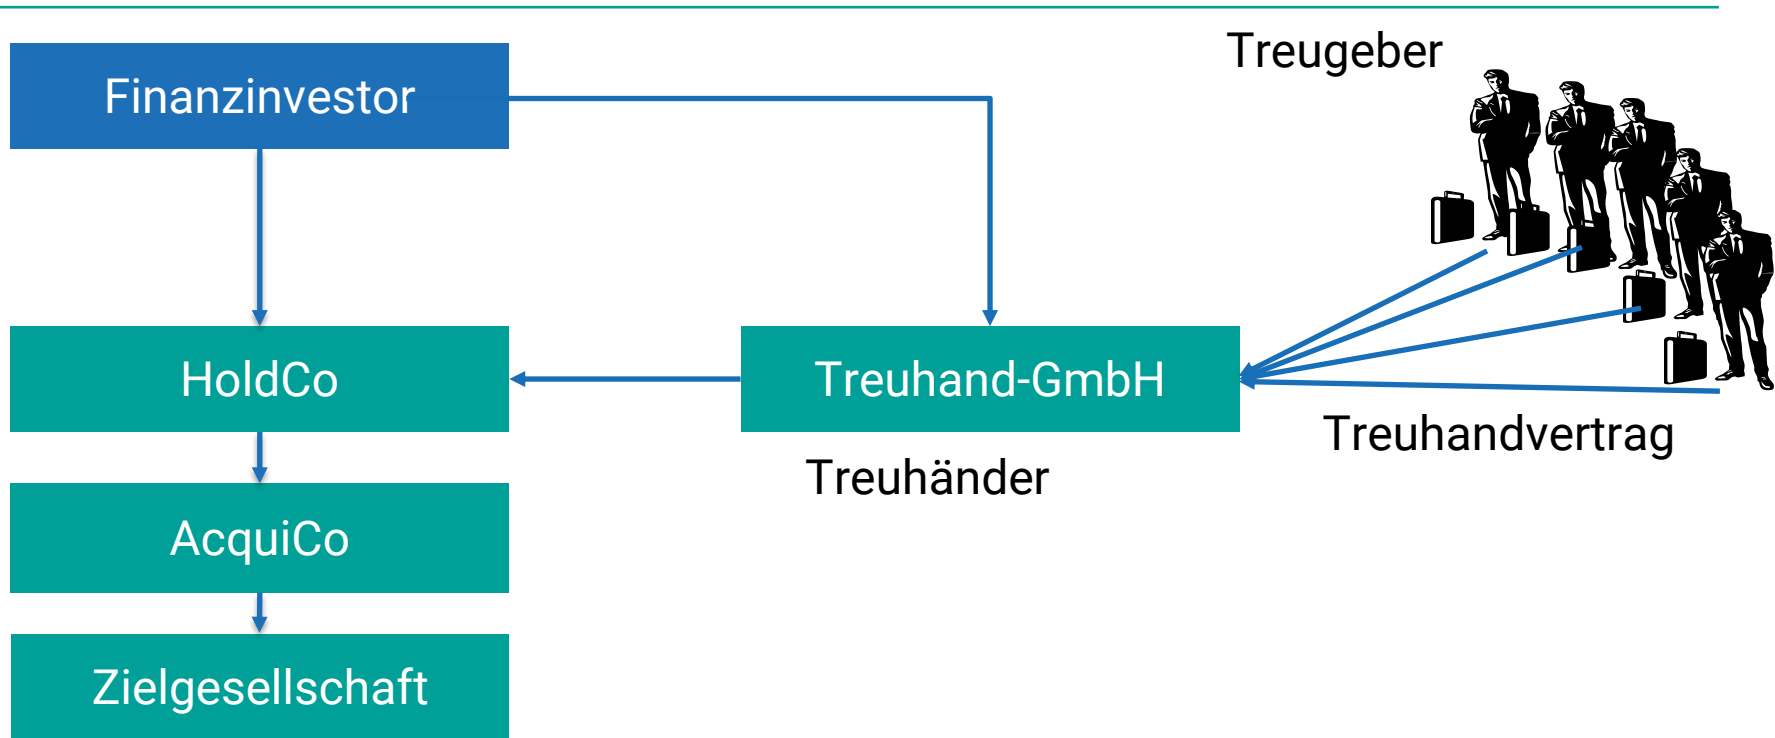 Treugeber
Finanzinvestor
HoldCo
Treuhand-GmbH
Treuhandvertrag
Treuhänder
AcquiCo
Zielgesellschaft